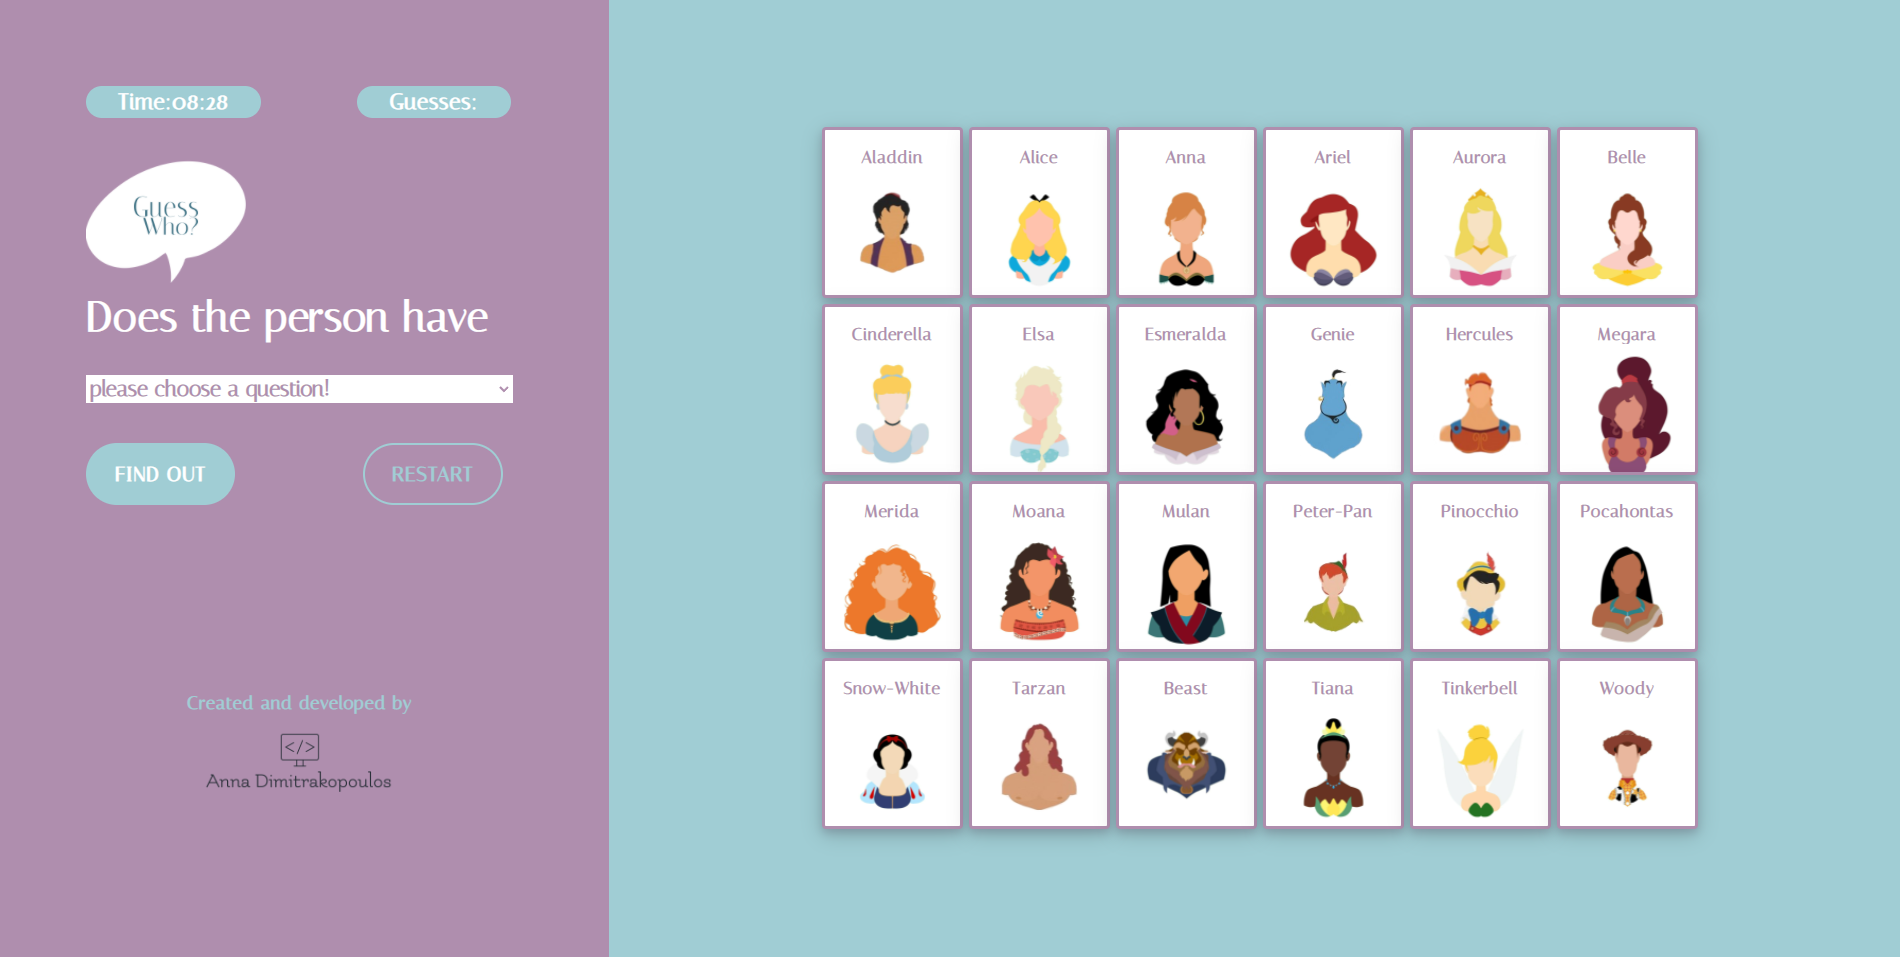 Time:08:28
Guesses:
Guess
Who?
Does the person have
please choose a question!
FIND OUT
RESTART
Created and developed by
</>
Anna Dimitrakopoulos
Aladdin
Alice
Anna
Ariel
Aurora
Belle
Cinderella
Elsa
Esmeralda
Genie
Hercules
Megara
Merida
Moana
Mulan
Peter-Pan
Pinocchio
Pocahontas
Snow-White
Tarzan
Beast
Tiana
Tinkerbell
Woody